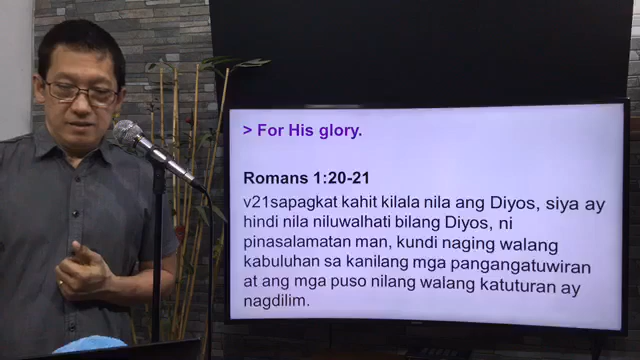 > For His glory.
Romans 1:20-21
v21sapagkat kahit kilala nila ang Diyos, siya ay
hindi nila niluwalhati bilang Diyos, ni
pinasalamatan man, kundi naging walang
kabuluhan sa kanilang mga pangangatuwiran
at ang mga puso nilang walang katuturan ay
nagdilim.